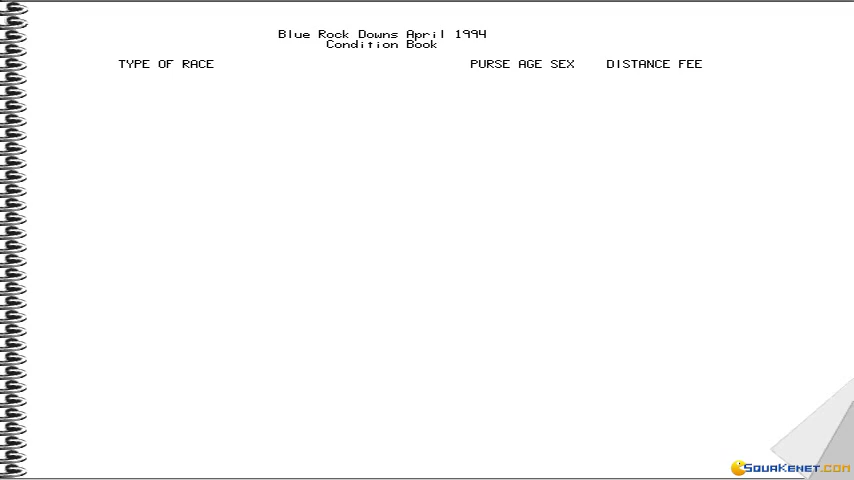 Blue Rock Downs April 1994
Condition Book
TYPE OF RACE PURSE AGE SEX DISTANCE FEE
SquaKenet.com